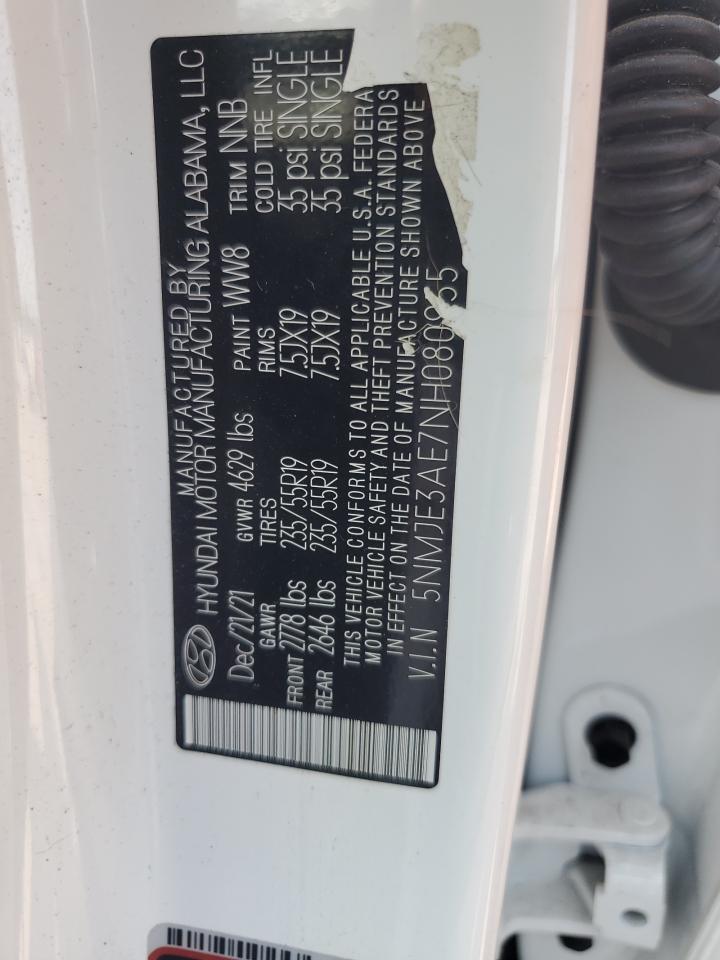 MANUFACTURED BY
HYUNDAI MOTOR MANUFACTURING ALABAMA, LLC
Dec/21/21 GVWR 4629 lbs PAINT WW8 TRIM NNB
GAWR TIRES RIMS COLD TIRE INFL
FRONT 2778 lbs 235/55R19 7.5JX19 35 psi SINGLE
REAR 2646 lbs 235/55R19 7.5JX19 35 psi SINGLE
THIS VEHICLE CONFORMS TO ALL APPLICABLE U.S.A. FEDERA
MOTOR VEHICLE SAFETY AND THEFT PREVENTION STANDARDS
IN EFFECT ON THE DATE OF MANUFACTURE SHOWN ABOVE
V.I.N